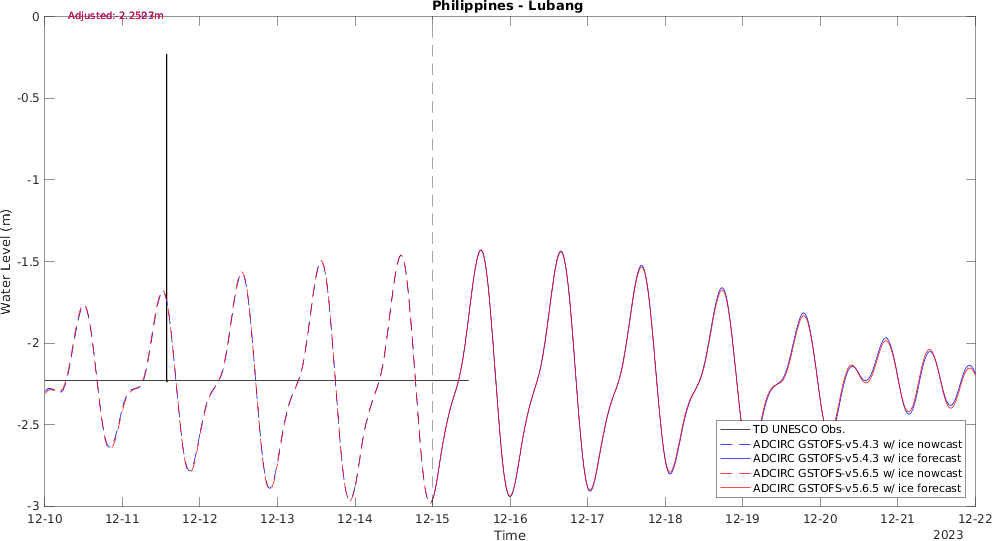 Philippines - Lubang
0
-0.5
-1
-1.5
-2
-2.5
-3
Water Level (m)
12-10 12-11 12-12 12-13 12-14 12-15 12-16 12-17 12-18 12-19 12-20 12-21 12-22
Time
2023
TD UNESCO Obs.
ADCIRC GSTOFS-v5.4.3 w/ ice nowcast
ADCIRC GSTOFS-v5.4.3 w/ ice forecast
ADCIRC GSTOFS-v5.6.5 w/ ice nowcast
ADCIRC GSTOFS-v5.6.5 w/ ice forecast
Adjusted: